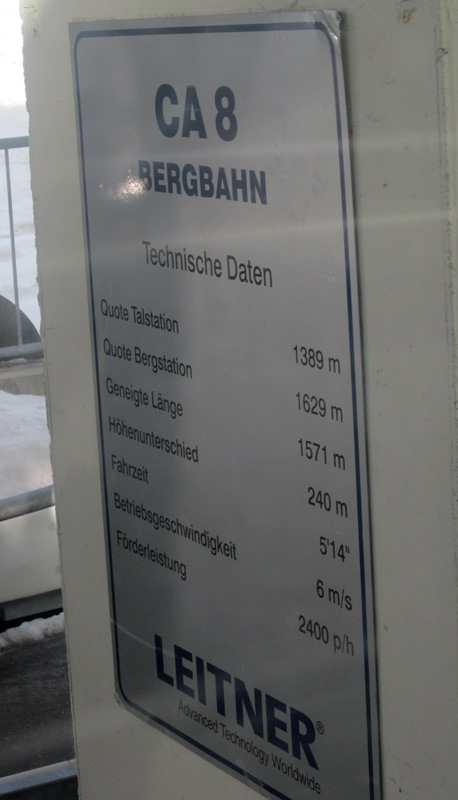 CA 8
BERGBAHN
Technische Daten
Quote Talstation 1389 m
Quote Bergstation 1629 m
Geneigte Länge 1571 m
Höhenunterschied 240 m
Fahrzeit 5'14"
Betriebsgeschwindigkeit 6 m/s
Förderleistung 2400 p/h
LEITNER®
Advanced Technology Worldwide